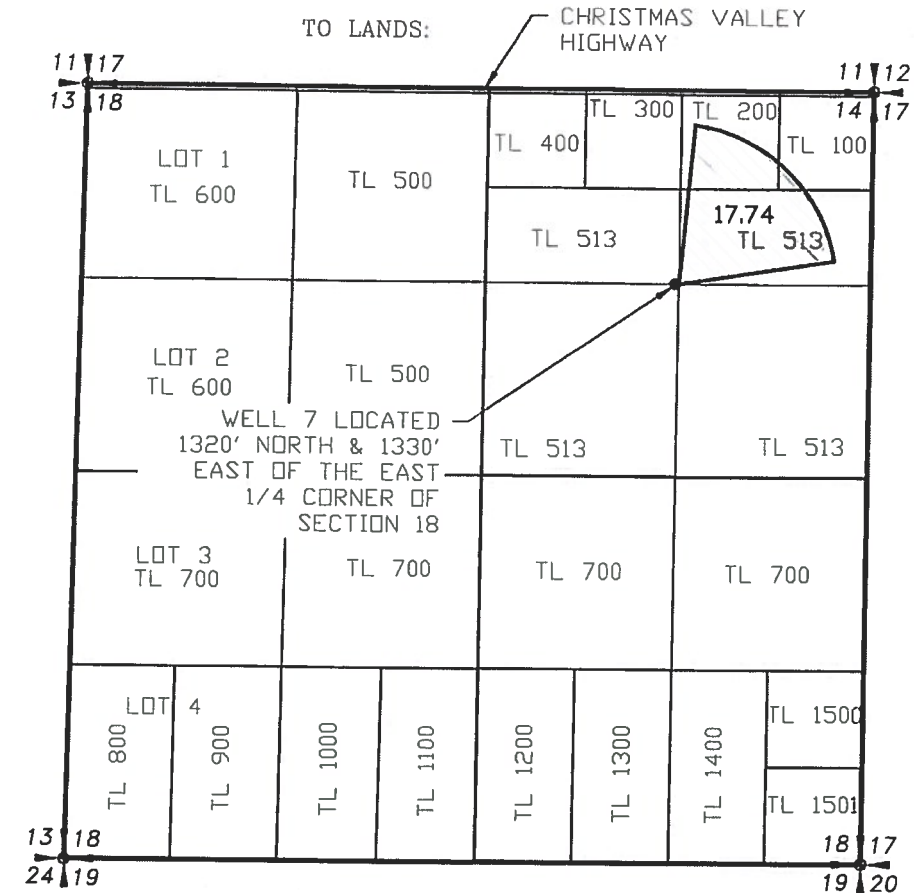 TO LANDS:
CHRISTMAS VALLEY
HIGHWAY
11 17
13 18
11 12
14 17
LOT 1
TL 600
TL 500
TL 400
TL 300
TL 200
TL 100
TL 513
17.74
TL 513
LOT 2
TL 600
TL 500
WELL 7 LOCATED
1320' NORTH & 1330'
EAST OF THE EAST
1/4 CORNER OF
SECTION 18
TL 513
TL 513
LOT 3
TL 700
TL 700
TL 700
TL 700
LOT 4
TL 800
TL 900
TL 1000
TL 1100
TL 1200
TL 1300
TL 1400
TL 1500
TL 1501
13 18
24 19
18 17
19 20